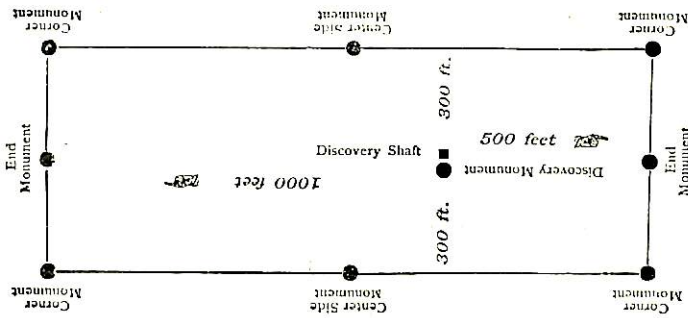 Corner
Monument
Center Side
Monument
Corner
Monument
300 ft.
500 feet
End
Monument
Discovery Shaft
Discovery Monument
End
Monument
1000 feet
300 ft.
Corner
Monument
Center Side
Monument
Corner
Monument